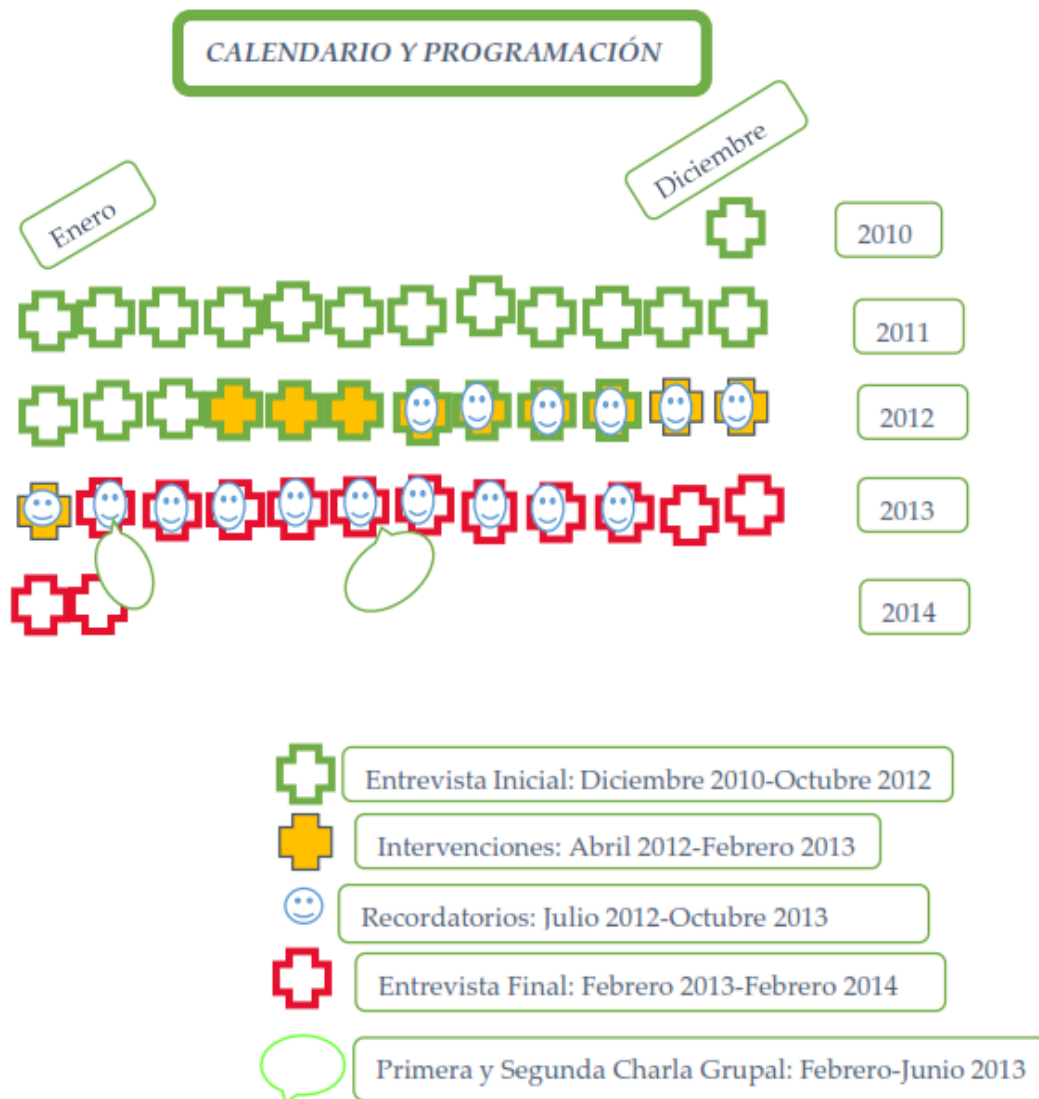 CALENDARIO Y PROGRAMACIÓN
Diciembre
Enero
2010
2011
2012
2013
2014
Entrevista Inicial: Diciembre 2010-Octubre 2012
Intervenciones: Abril 2012-Febrero 2013
Recordatorios: Julio 2012-Octubre 2013
Entrevista Final: Febrero 2013-Febrero 2014
Primera y Segunda Charla Grupal: Febrero-Junio 2013